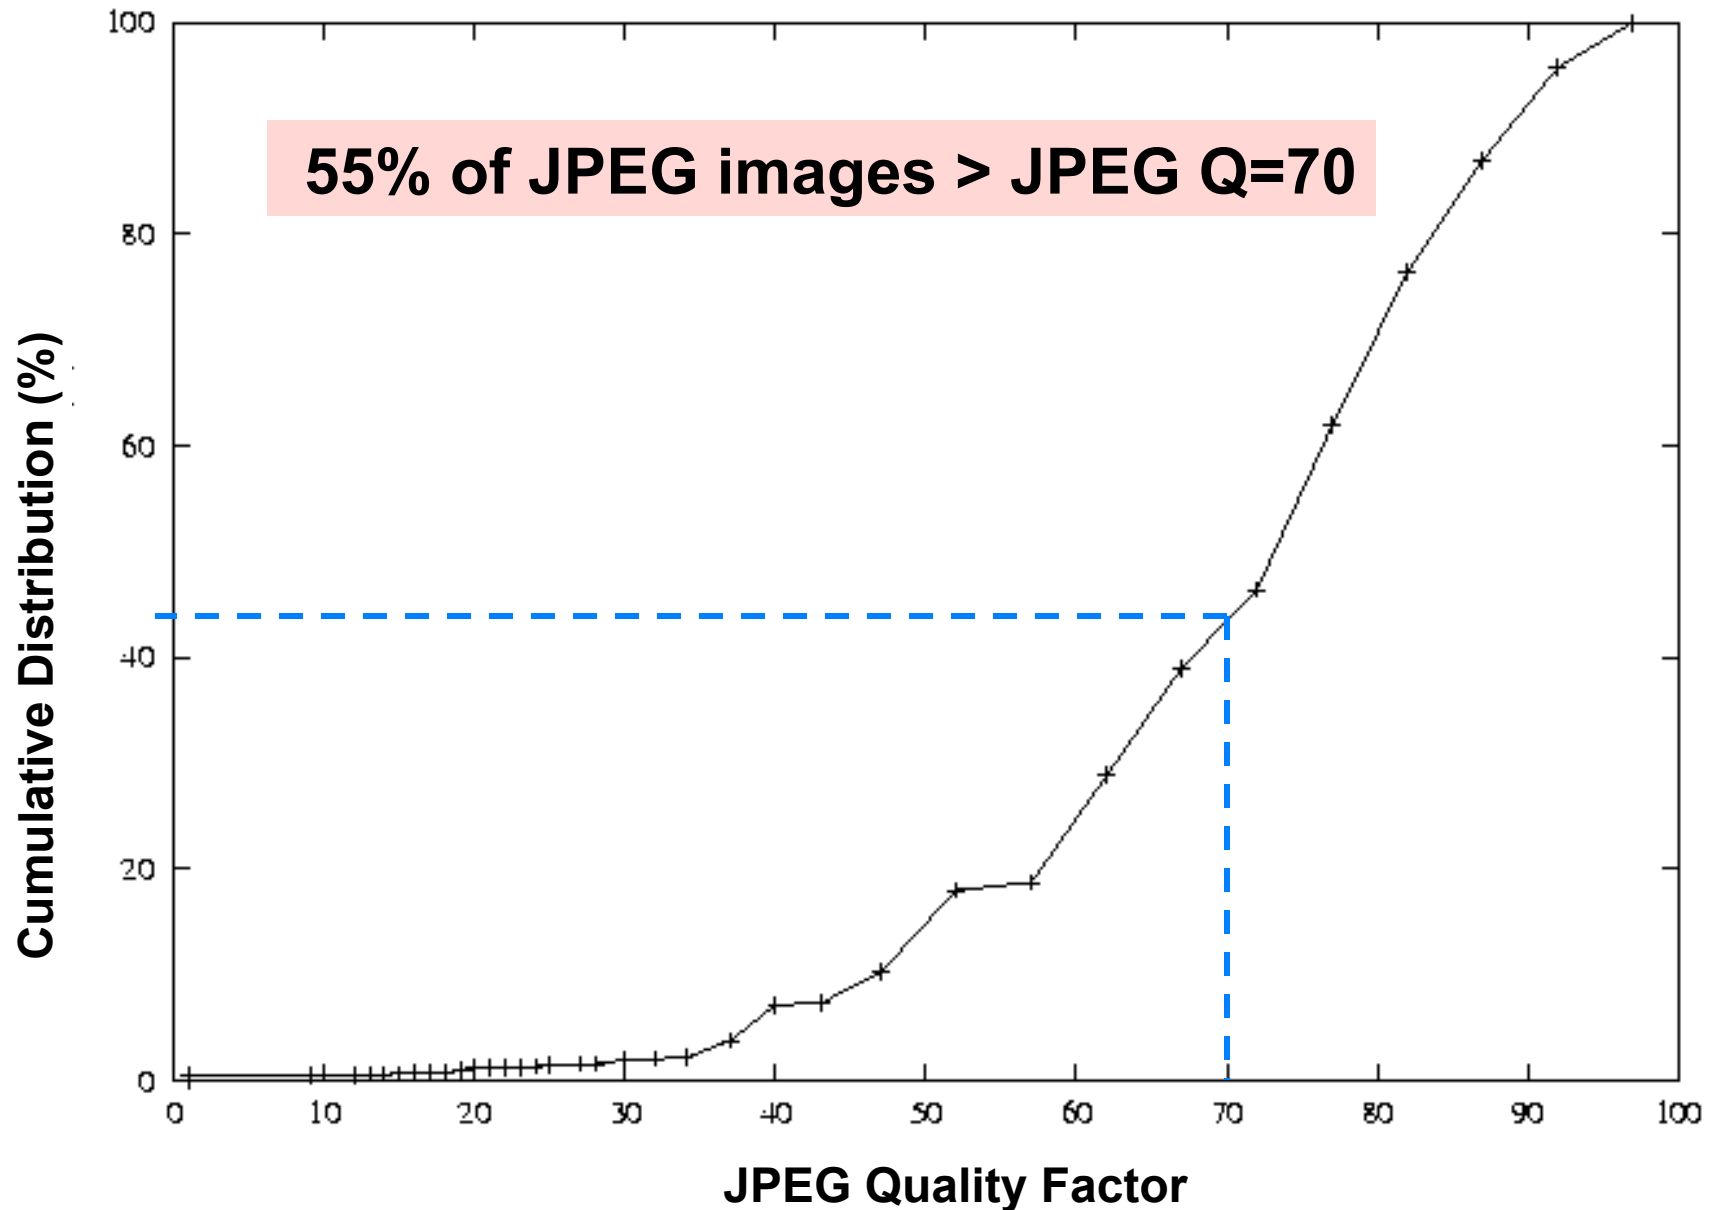 55% of JPEG images > JPEG Q=70
Cumulative Distribution (%)
100
80
60
40
20
0
0 10 20 30 40 50 60 70 80 90 100
JPEG Quality Factor